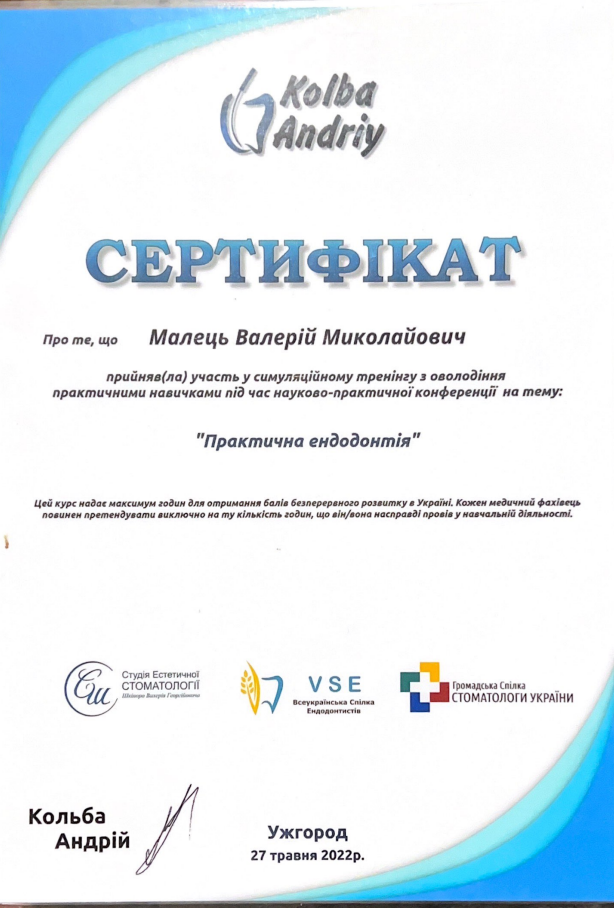 Kolba
Andriy
СЕРТИФІКАТ
Про те, що Малець Валерій Миколайович
прийняв(ла) участь у симуляційному тренінгу з оволодіння
практичними навичками під час науково-практичної конференції на тему:
"Практична ендодонтія"
Цей курс надає максимум годин для отримання балів безперервного розвитку в Україні. Кожен медичний фахівець
повинен претендувати виключно на ту кількість годин, що він/вона насправді провів у навчальній діяльності.
Студія Естетичної
СТОМАТОЛОГІЇ
Валерія Георгійовича
VSE
Всеукраїнська Спілка
Ендодонтистів
Громадська Спілка
СТОМАТОЛОГИ УКРАЇНИ
Кольба
Андрій
Ужгород
27 травня 2022р.